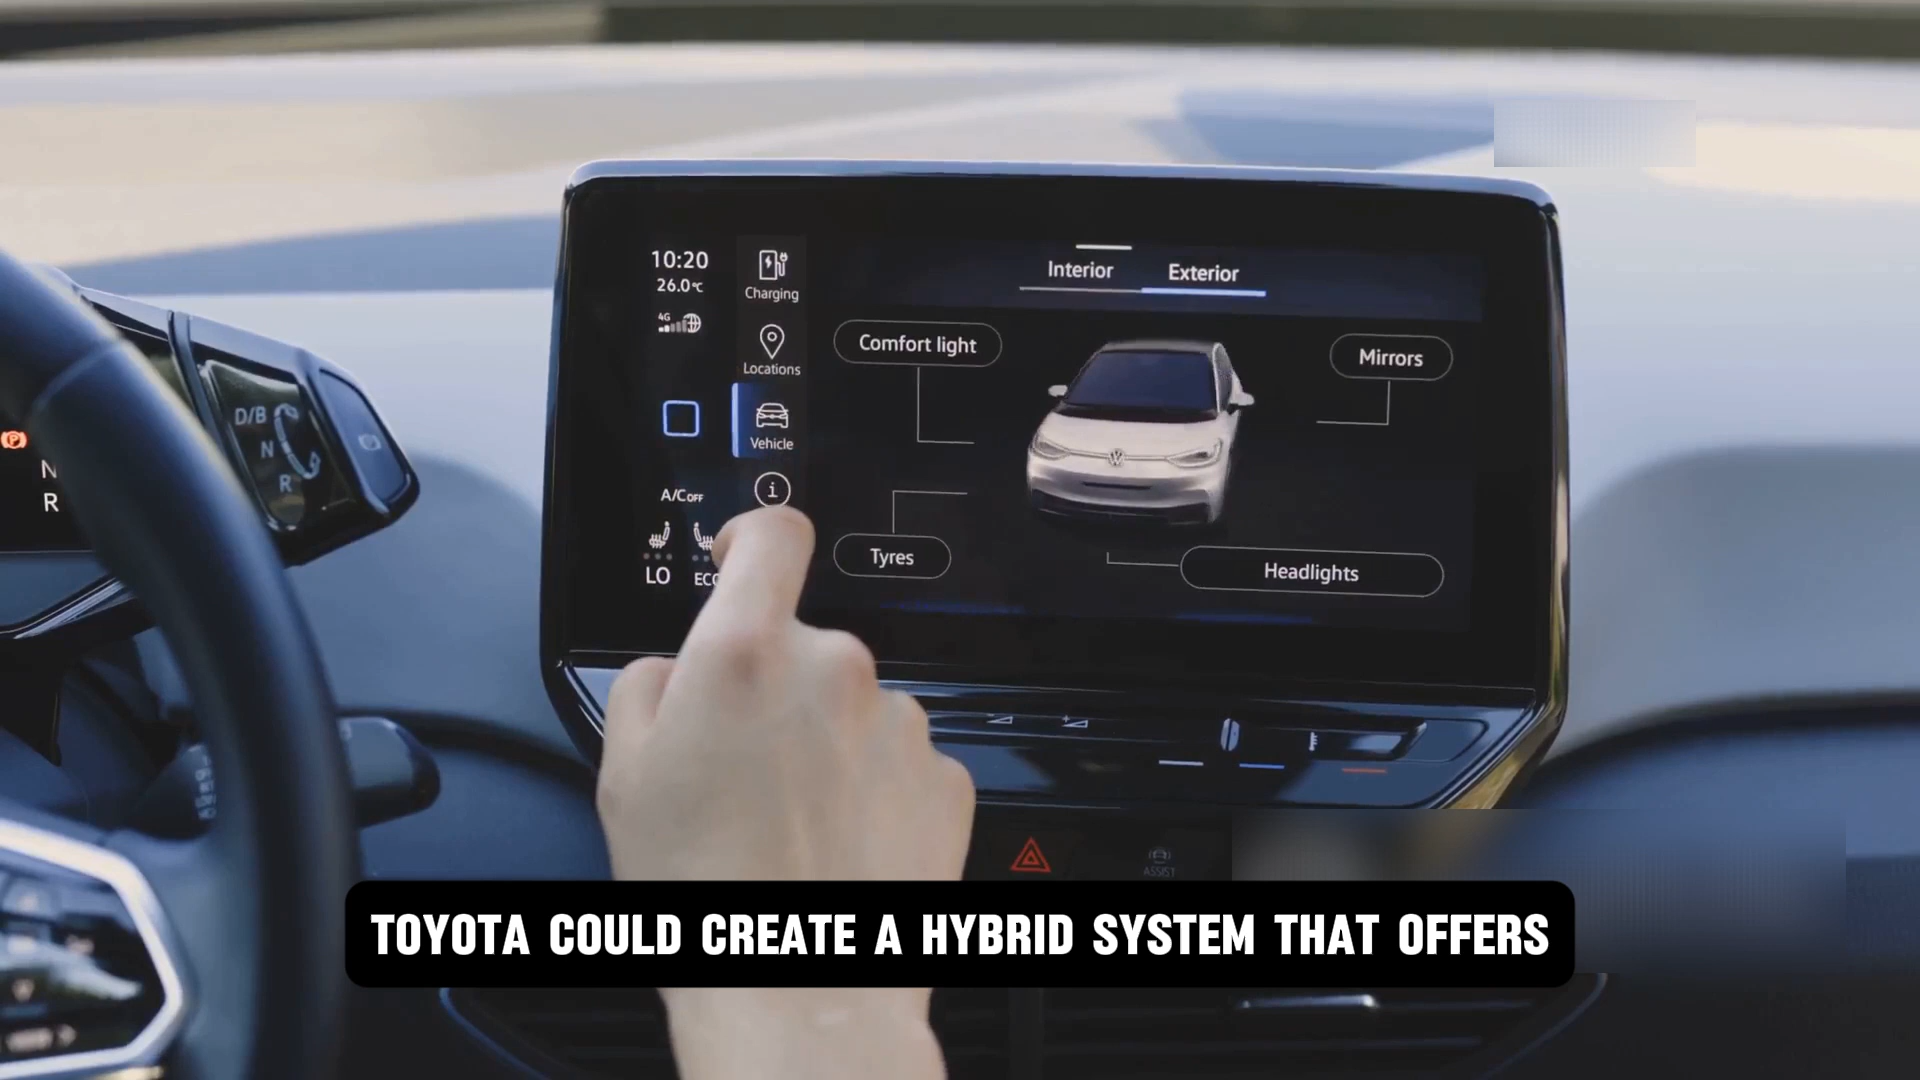 10:20
26.0°C
4G
Charging
Locations
Vehicle
A/C OFF
LO
Interior
Exterior
Comfort light
Mirrors
Tyres
Headlights
D/B
N
R
N
R
P
ASSIST
TOYOTA COULD CREATE A HYBRID SYSTEM THAT OFFERS